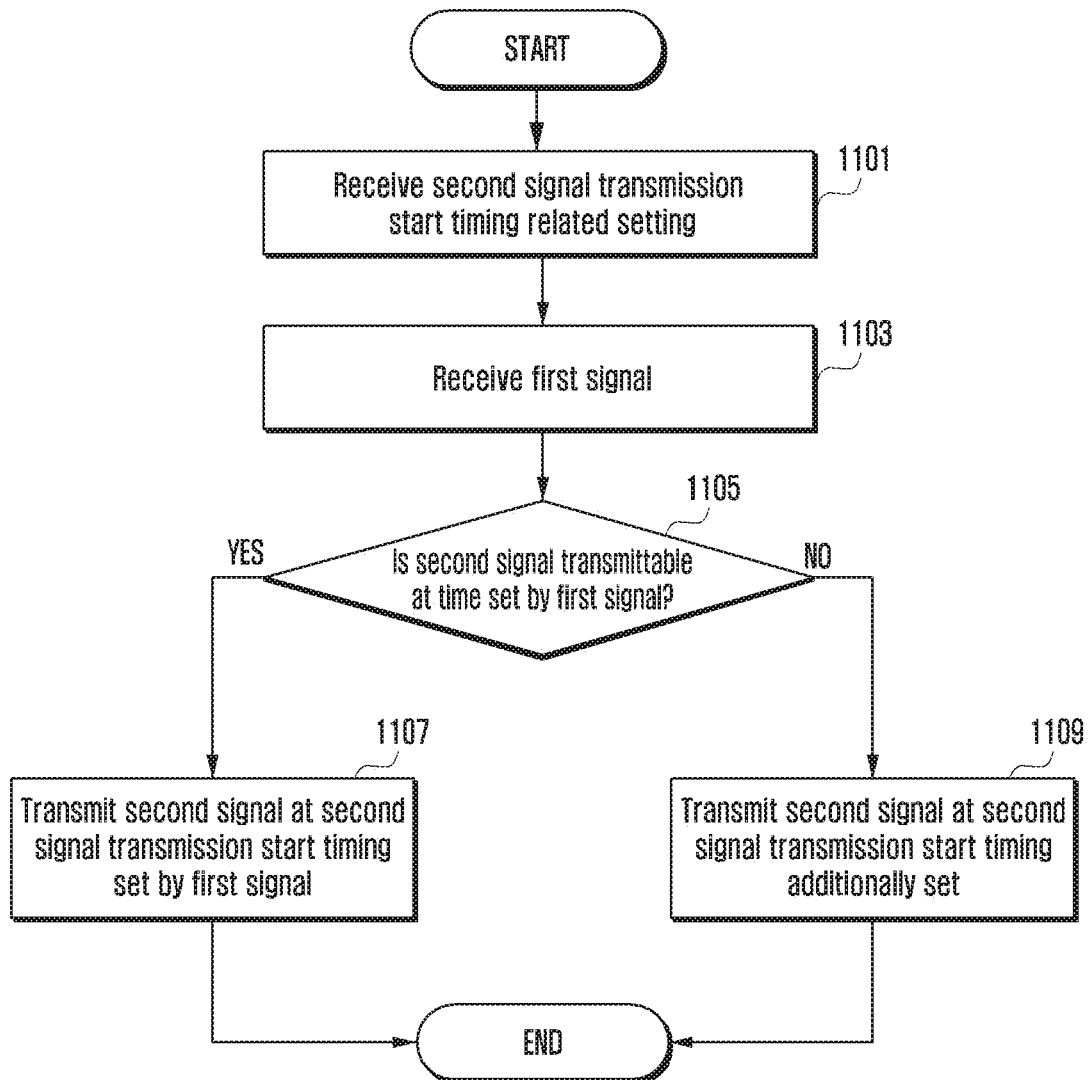 START
1101
Receive second signal transmission
start timing related setting
1103
Receive first signal
1105
YES
NO
Is second signal transmittable
at time set by first signal?
1107
1109
Transmit second signal at second
signal transmission start timing
set by first signal
Transmit second signal at second
signal transmission start timing
additionally set
END